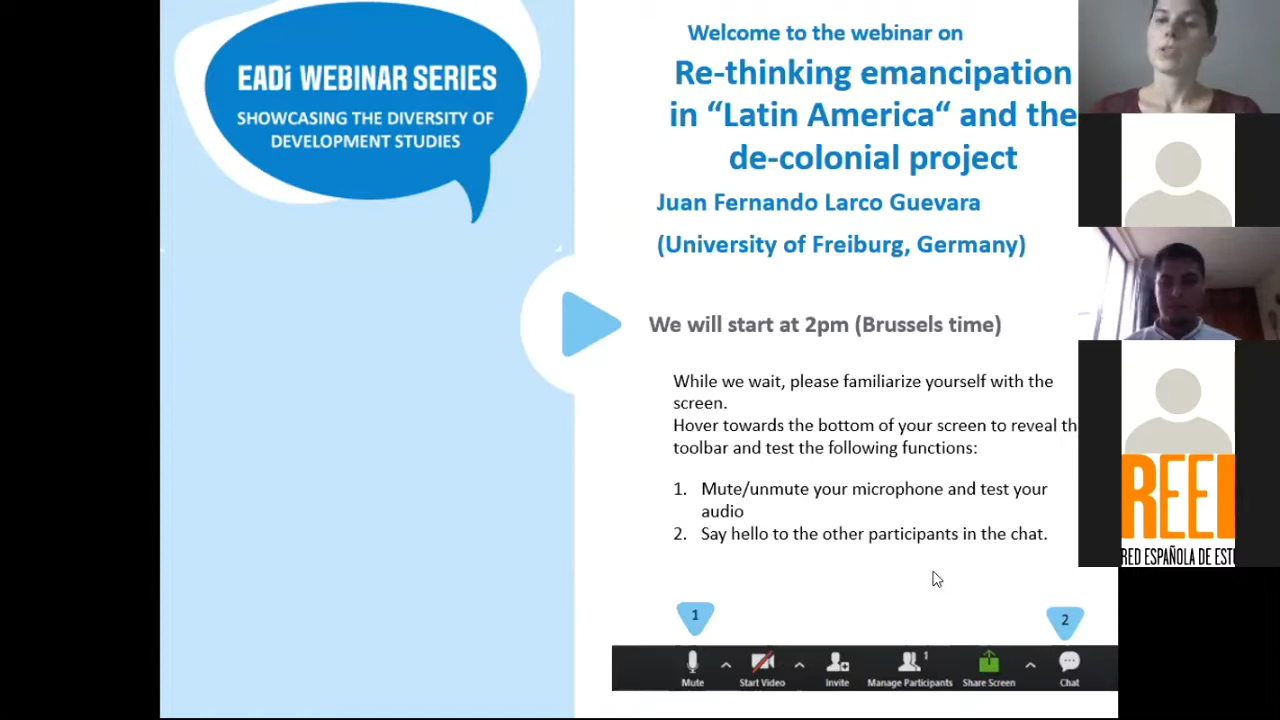 EADi WEBINAR SERIES
SHOWCASING THE DIVERSITY OF
DEVELOPMENT STUDIES
Welcome to the webinar on
Re-thinking emancipation
in “Latin America“ and the
de-colonial project
Juan Fernando Larco Guevara
(University of Freiburg, Germany)
We will start at 2pm (Brussels time)
While we wait, please familiarize yourself with the
screen.
Hover towards the bottom of your screen to reveal th
toolbar and test the following functions:
1. Mute/unmute your microphone and test your
audio
2. Say hello to the other participants in the chat.
REE
RED ESPAÑOLA DE ESTU
1
2
1
Mute
Start Video
Invite
Manage Participants
Share Screen
Chat